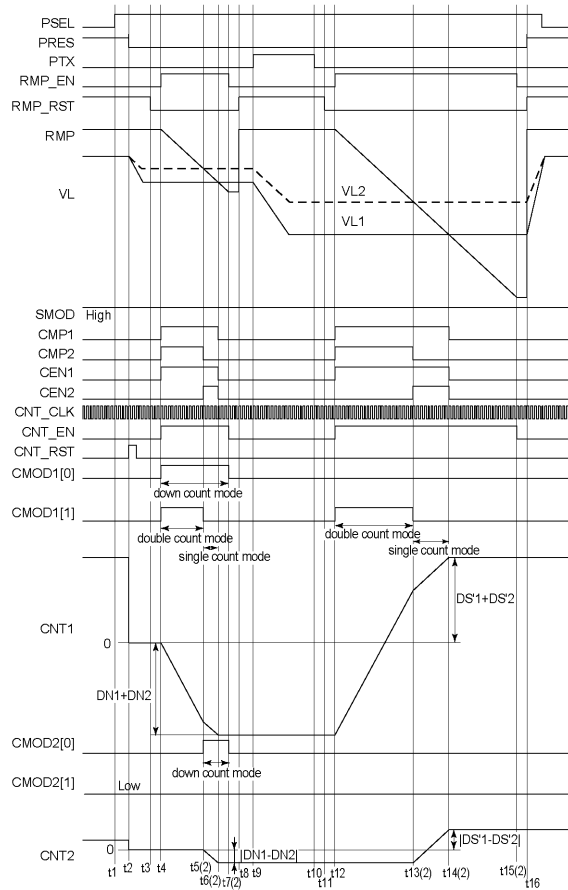 PSEL
PRES
PTX
RMP_EN
RMP_RST
RMP
VL
VL2
VL1
SMOD High
CMP1
CMP2
CEN1
CEN2
CNT_CLK
CNT_EN
CNT_RST
CMOD1[0]
down count mode
CMOD1[1]
double count mode double count mode
single count mode single count mode
DS'1+DS'2
CNT1 0
DN1+DN2
CMOD2[0]
down count mode
CMOD2[1] Low
CNT2 0 |DN1-DN2| |DS'1-DS'2|
t1 t2 t3 t4 t5(2) t6(2) t7(2) t8 t9 t10 t11 t12 t13(2) t14(2) t15(2) t16